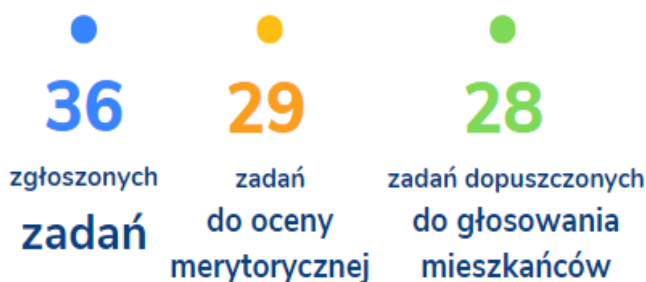 36
zgłoszonych
zadań
29
zadań
do oceny
merytorycznej
28
zadań dopuszczonych
do głosowania
mieszkańców